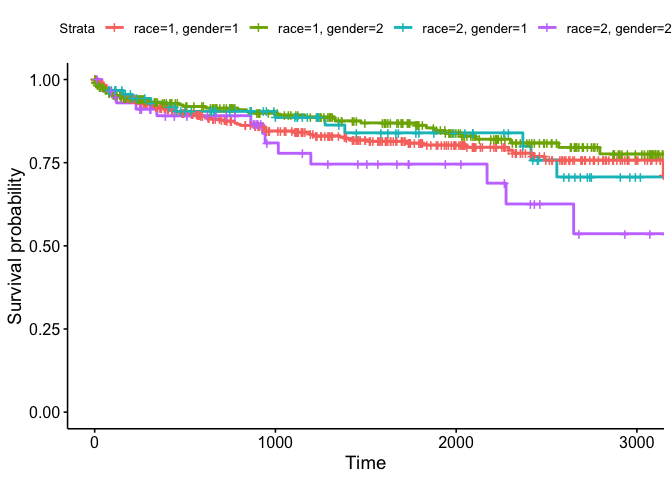 Strata race=1, gender=1 race=1, gender=2 race=2, gender=1 race=2, gender=2
1.00
0.75
0.50
0.25
0.00
Survival probability
0 1000 2000 3000
Time